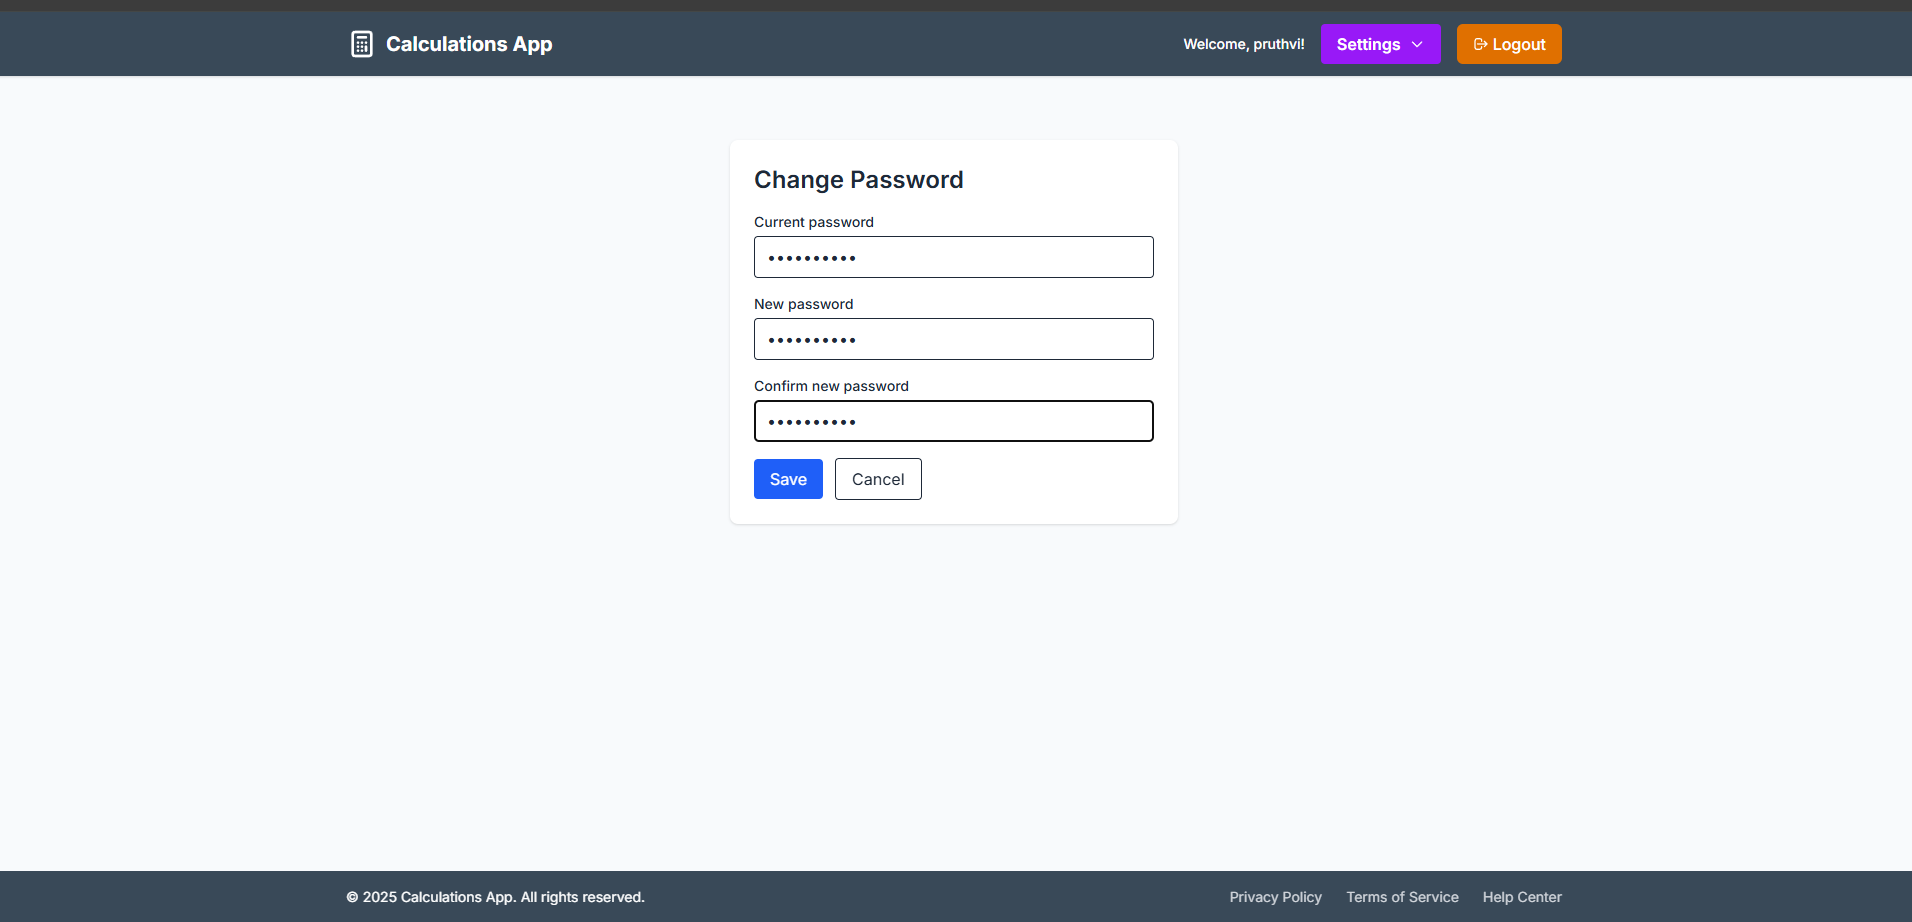 Calculations App
Welcome, pruthvi!
Settings
Logout
Change Password
Current password
••••••••••
New password
••••••••••
Confirm new password
••••••••••
Save
Cancel
© 2025 Calculations App. All rights reserved.
Privacy Policy
Terms of Service
Help Center